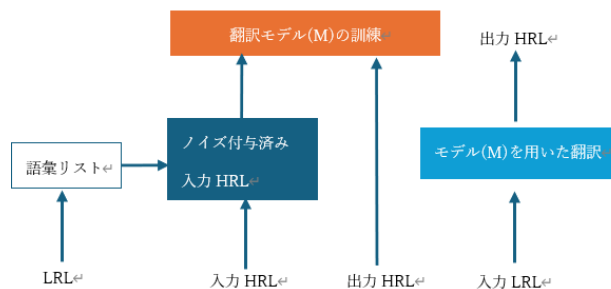 翻訳モデル(M)の訓練
出力 HRL↵
ノイズ付与済み
入力 HRL↵
語彙リスト↵
モデル(M)を用いた翻訳↵
LRL↵
入力 HRL↵
出力 HRL↵
入力 LRL↵